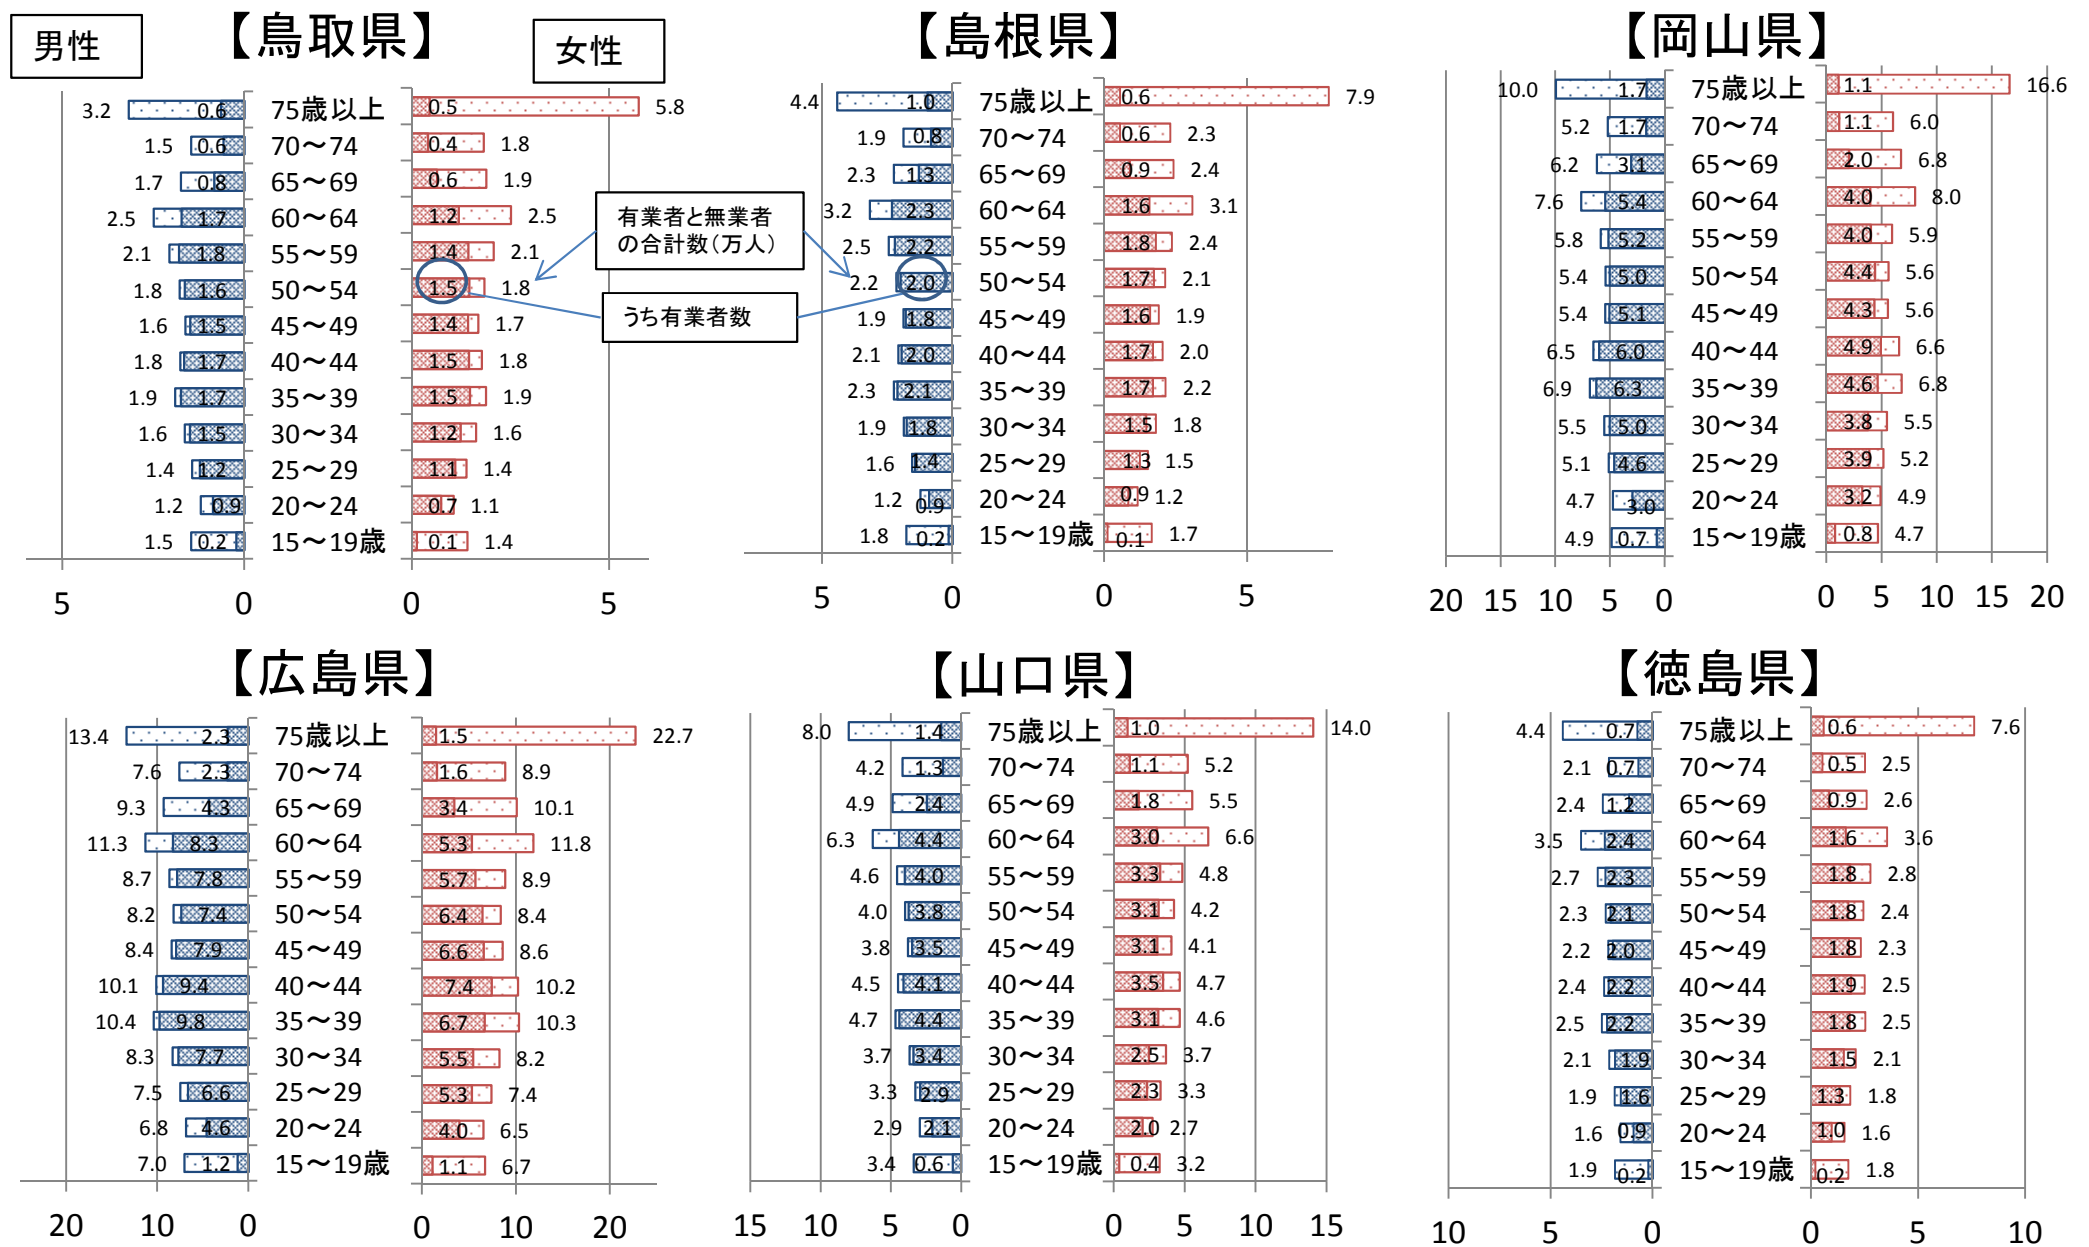 男性
【鳥取県】
女性
3.2 0.6 75歳以上 0.5 5.8
1.5 0.6 70～74 0.4 1.8
1.7 0.8 65～69 0.6 1.9
2.5 1.7 60～64 1.2 2.5
2.1 1.8 55～59 1.4 2.1
1.8 1.6 50～54 1.5 1.8
1.6 1.5 45～49 1.4 1.7
1.8 1.7 40～44 1.5 1.8
1.9 1.7 35～39 1.5 1.9
1.6 1.5 30～34 1.2 1.6
1.4 1.2 25～29 1.1 1.4
1.2 0.9 20～24 0.7 1.1
1.5 0.2 15～19歳 0.1 1.4
5 0 0 5
有業者と無業者
の合計数（万人）
うち有業者数
【島根県】
4.4 1.0 75歳以上 0.6 7.9
1.9 0.8 70～74 0.6 2.3
2.3 1.3 65～69 0.9 2.4
3.2 2.3 60～64 1.6 3.1
2.5 2.2 55～59 1.8 2.4
2.2 2.0 50～54 1.7 2.1
1.9 1.8 45～49 1.6 1.9
2.1 2.0 40～44 1.7 2.0
2.3 2.1 35～39 1.7 2.2
1.9 1.8 30～34 1.5 1.8
1.6 1.4 25～29 1.3 1.5
1.2 0.9 20～24 0.9 1.2
1.8 0.2 15～19歳 0.1 1.7
5 0 0 5
【岡山県】
10.0 1.7 75歳以上 1.1 16.6
5.2 1.7 70～74 1.1 6.0
6.2 3.1 65～69 2.0 6.8
7.6 5.4 60～64 4.0 8.0
5.8 5.2 55～59 4.0 5.9
5.4 5.0 50～54 4.4 5.6
5.4 5.1 45～49 4.3 5.6
6.5 6.0 40～44 4.9 6.6
6.9 6.3 35～39 4.6 6.8
5.5 5.0 30～34 3.8 5.5
5.1 4.6 25～29 3.9 5.2
4.7 3.0 20～24 3.2 4.9
4.9 0.7 15～19歳 0.8 4.7
20 15 10 5 0 0 5 10 15 20
【広島県】
13.4 2.3 75歳以上 1.5 22.7
7.6 2.3 70～74 1.6 8.9
9.3 4.3 65～69 3.4 10.1
11.3 8.3 60～64 5.3 11.8
8.7 7.8 55～59 5.7 8.9
8.2 7.4 50～54 6.4 8.4
8.4 7.9 45～49 6.6 8.6
10.1 9.4 40～44 7.4 10.2
10.4 9.8 35～39 6.7 10.3
8.3 7.7 30～34 5.5 8.2
7.5 6.6 25～29 5.3 7.4
6.8 4.6 20～24 4.0 6.5
7.0 1.2 15～19歳 1.1 6.7
20 10 0 0 10 20
【山口県】
8.0 1.4 75歳以上 1.0 14.0
4.2 1.3 70～74 1.1 5.2
4.9 2.4 65～69 1.8 5.5
6.3 4.4 60～64 3.0 6.6
4.6 4.0 55～59 3.3 4.8
4.0 3.8 50～54 3.1 4.2
3.8 3.5 45～49 3.1 4.1
4.5 4.1 40～44 3.5 4.7
4.7 4.4 35～39 3.1 4.6
3.7 3.4 30～34 2.5 3.7
3.3 2.9 25～29 2.3 3.3
2.9 2.1 20～24 2.0 2.7
3.4 0.6 15～19歳 0.4 3.2
15 10 5 0 0 5 10 15
【徳島県】
4.4 0.7 75歳以上 0.6 7.6
2.1 0.7 70～74 0.5 2.5
2.4 1.2 65～69 0.9 2.6
3.5 2.4 60～64 1.6 3.6
2.7 2.3 55～59 1.8 2.8
2.3 2.1 50～54 1.8 2.4
2.2 2.0 45～49 1.8 2.3
2.4 2.2 40～44 1.9 2.5
2.5 2.2 35～39 1.8 2.5
2.1 1.9 30～34 1.5 2.1
1.9 1.6 25～29 1.3 1.8
1.6 0.9 20～24 1.0 1.6
1.9 0.2 15～19歳 0.2 1.8
10 5 0 0 5 10